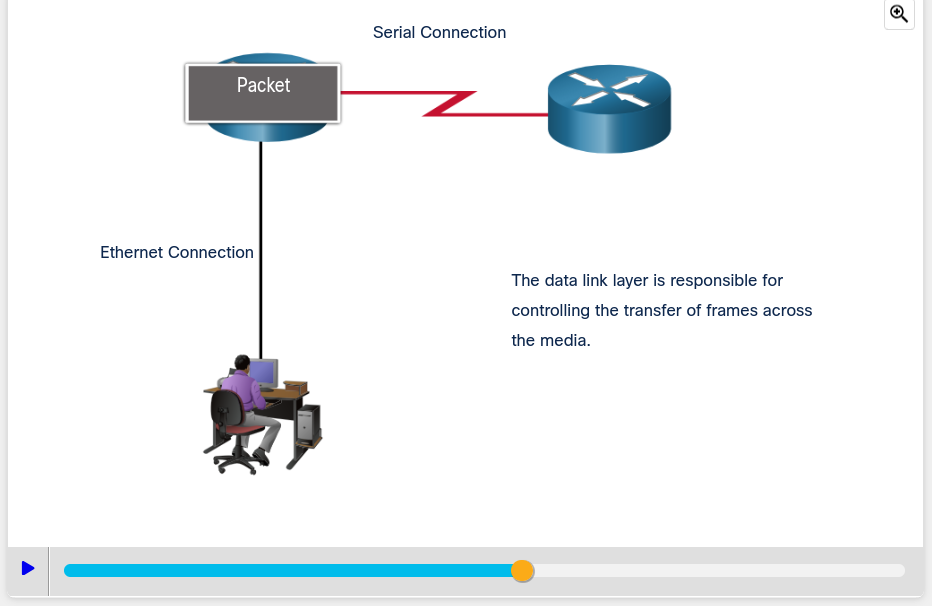 Serial Connection
Packet
Ethernet Connection
The data link layer is responsible for
controlling the transfer of frames across
the media.